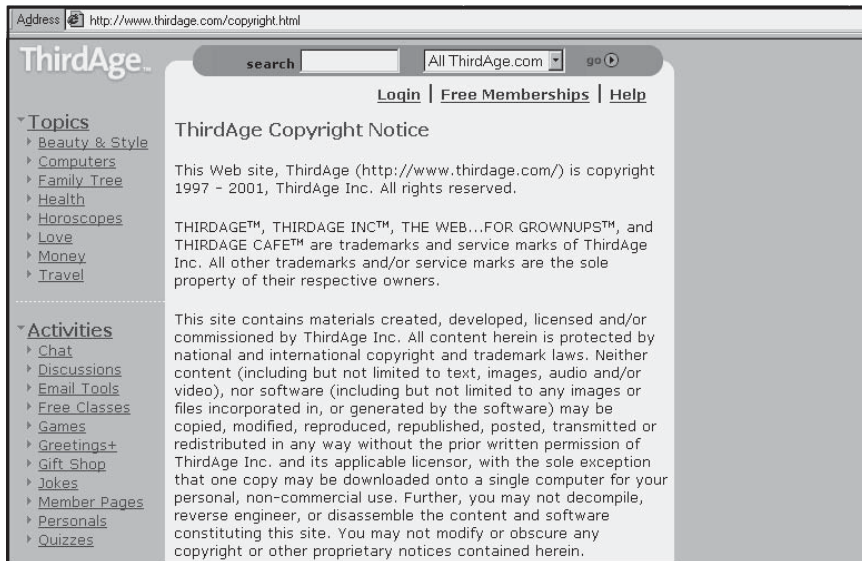 Address http://www.thirdage.com/copyright.html
ThirdAge™
search All ThirdAge.com go
Login | Free Memberships | Help
Topics
Beauty & Style
Computers
Family Tree
Health
Horoscopes
Love
Money
Travel
Activities
Chat
Discussions
Email Tools
Free Classes
Games
Greetings+
Gift Shop
Jokes
Member Pages
Personals
Quizzes
ThirdAge Copyright Notice
This Web site, ThirdAge (http://www.thirdage.com/) is copyright
1997 - 2001, ThirdAge Inc. All rights reserved.
THIRDAGE™, THIRDAGE INC™, THE WEB...FOR GROWNUPS™, and
THIRDAGE CAFE™ are trademarks and service marks of ThirdAge
Inc. All other trademarks and/or service marks are the sole
property of their respective owners.
This site contains materials created, developed, licensed and/or
commissioned by ThirdAge Inc. All content herein is protected by
national and international copyright and trademark laws. Neither
content (including but not limited to text, images, audio and/or
video), nor software (including but not limited to any images or
files incorporated in, or generated by the software) may be
copied, modified, reproduced, republished, posted, transmitted or
redistributed in any way without the prior written permission of
ThirdAge Inc. and its applicable licensor, with the sole exception
that one copy may be downloaded onto a single computer for your
personal, non-commercial use. Further, you may not decompile,
reverse engineer, or disassemble the content and software
constituting this site. You may not modify or obscure any
copyright or other proprietary notices contained herein.